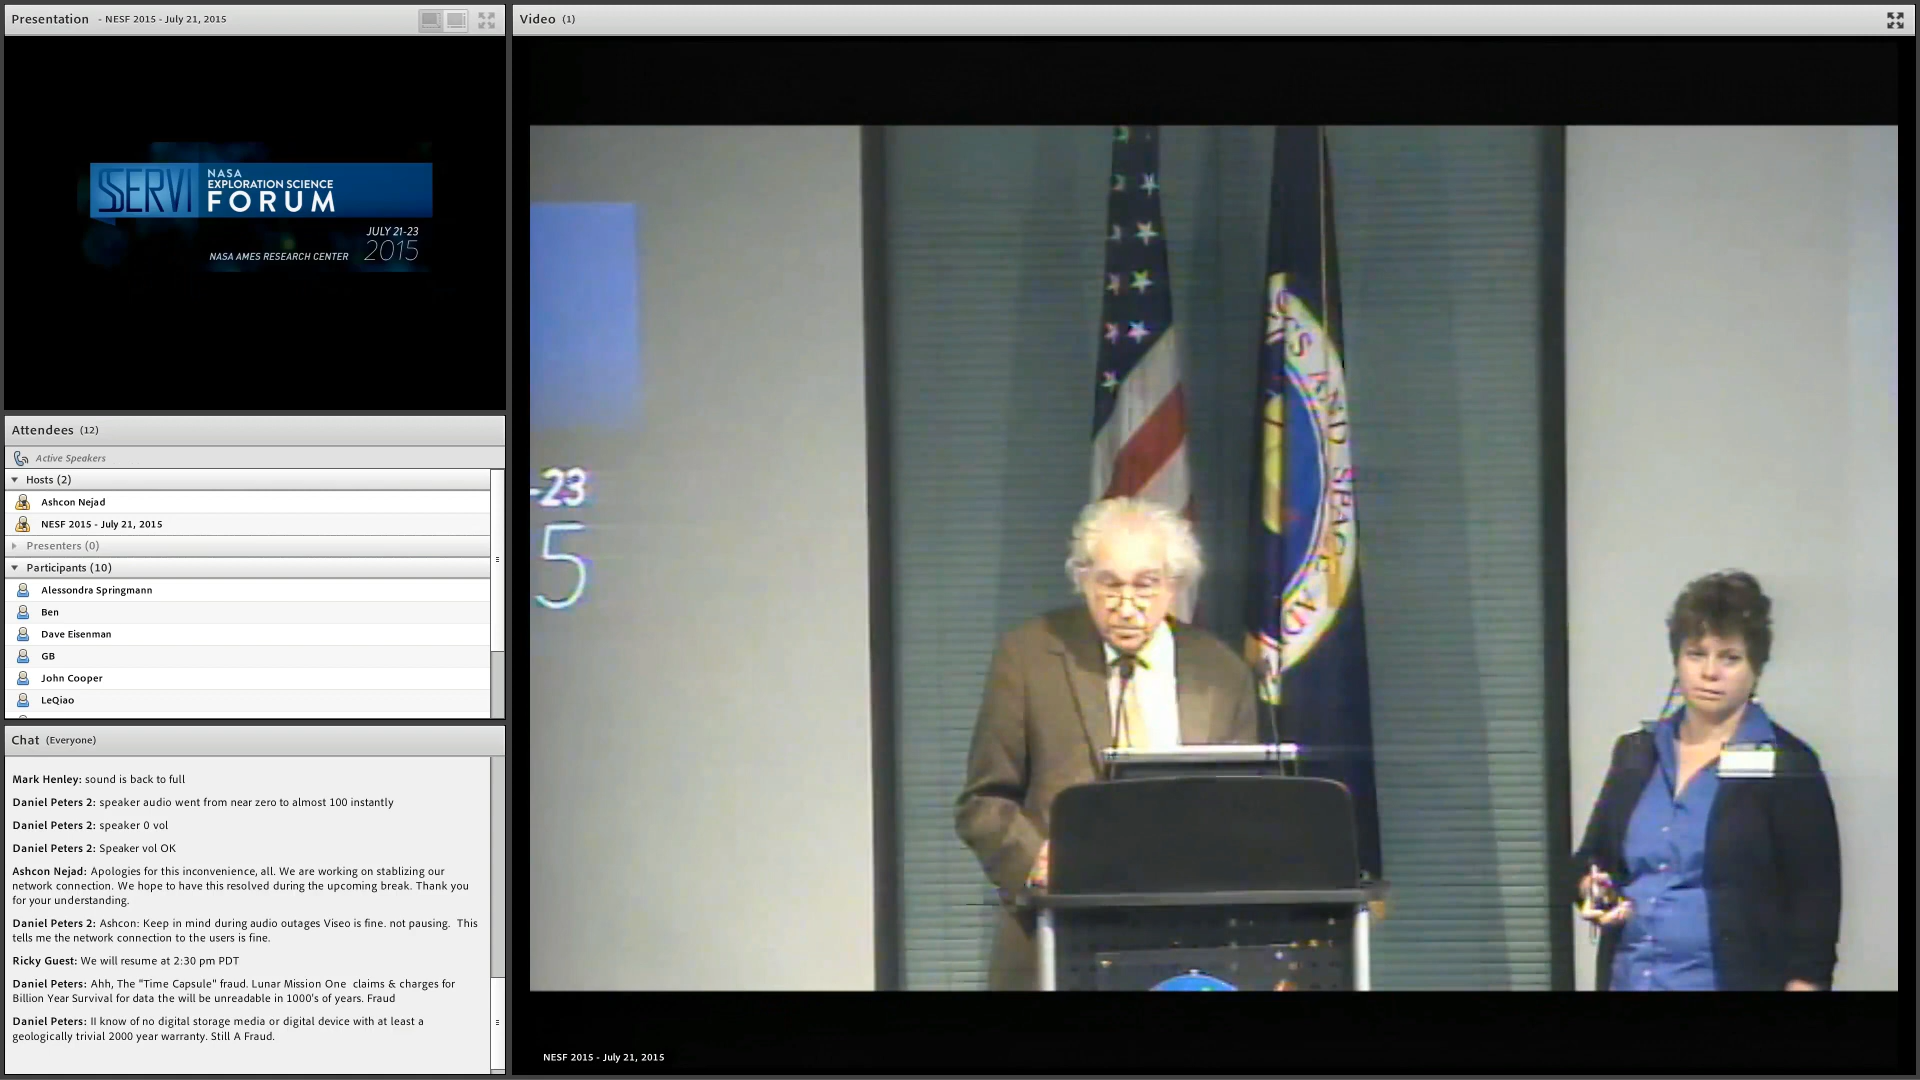 Presentation - NESF 2015 - July 21, 2015
SSERVI
NASA
EXPLORATION SCIENCE
FORUM
JULY 21-23
NASA AMES RESEARCH CENTER 2015
Attendees (12)
Active Speakers
Hosts (2)
Ashcon Nejad
NESF 2015 - July 21, 2015
Presenters (0)
Participants (10)
Alessondra Springmann
Ben
Dave Eisenman
GB
John Cooper
LeQiao
Chat (Everyone)
Mark Henley: sound is back to full
Daniel Peters 2: speaker audio went from near zero to almost 100 instantly
Daniel Peters 2: speaker 0 vol
Daniel Peters 2: Speaker vol OK
Ashcon Nejad: Apologies for this inconvenience, all. We are working on stablizing our
network connection. We hope to have this resolved during the upcoming break. Thank you
for your understanding.
Daniel Peters 2: Ashcon: Keep in mind during audio outages Viseo is fine. not pausing. This
tells me the network connection to the users is fine.
Ricky Guest: We will resume at 2:30 pm PDT
Daniel Peters: Ahh, The "Time Capsule" fraud. Lunar Mission One claims & charges for
Billion Year Survival for data the will be unreadable in 1000's of years. Fraud
Daniel Peters: II know of no digital storage media or digital device with at least a
geologically trivial 2000 year warranty. Still A Fraud.
Video (1)
-23
5
CS AND SPACE AD
NESF 2015 - July 21, 2015